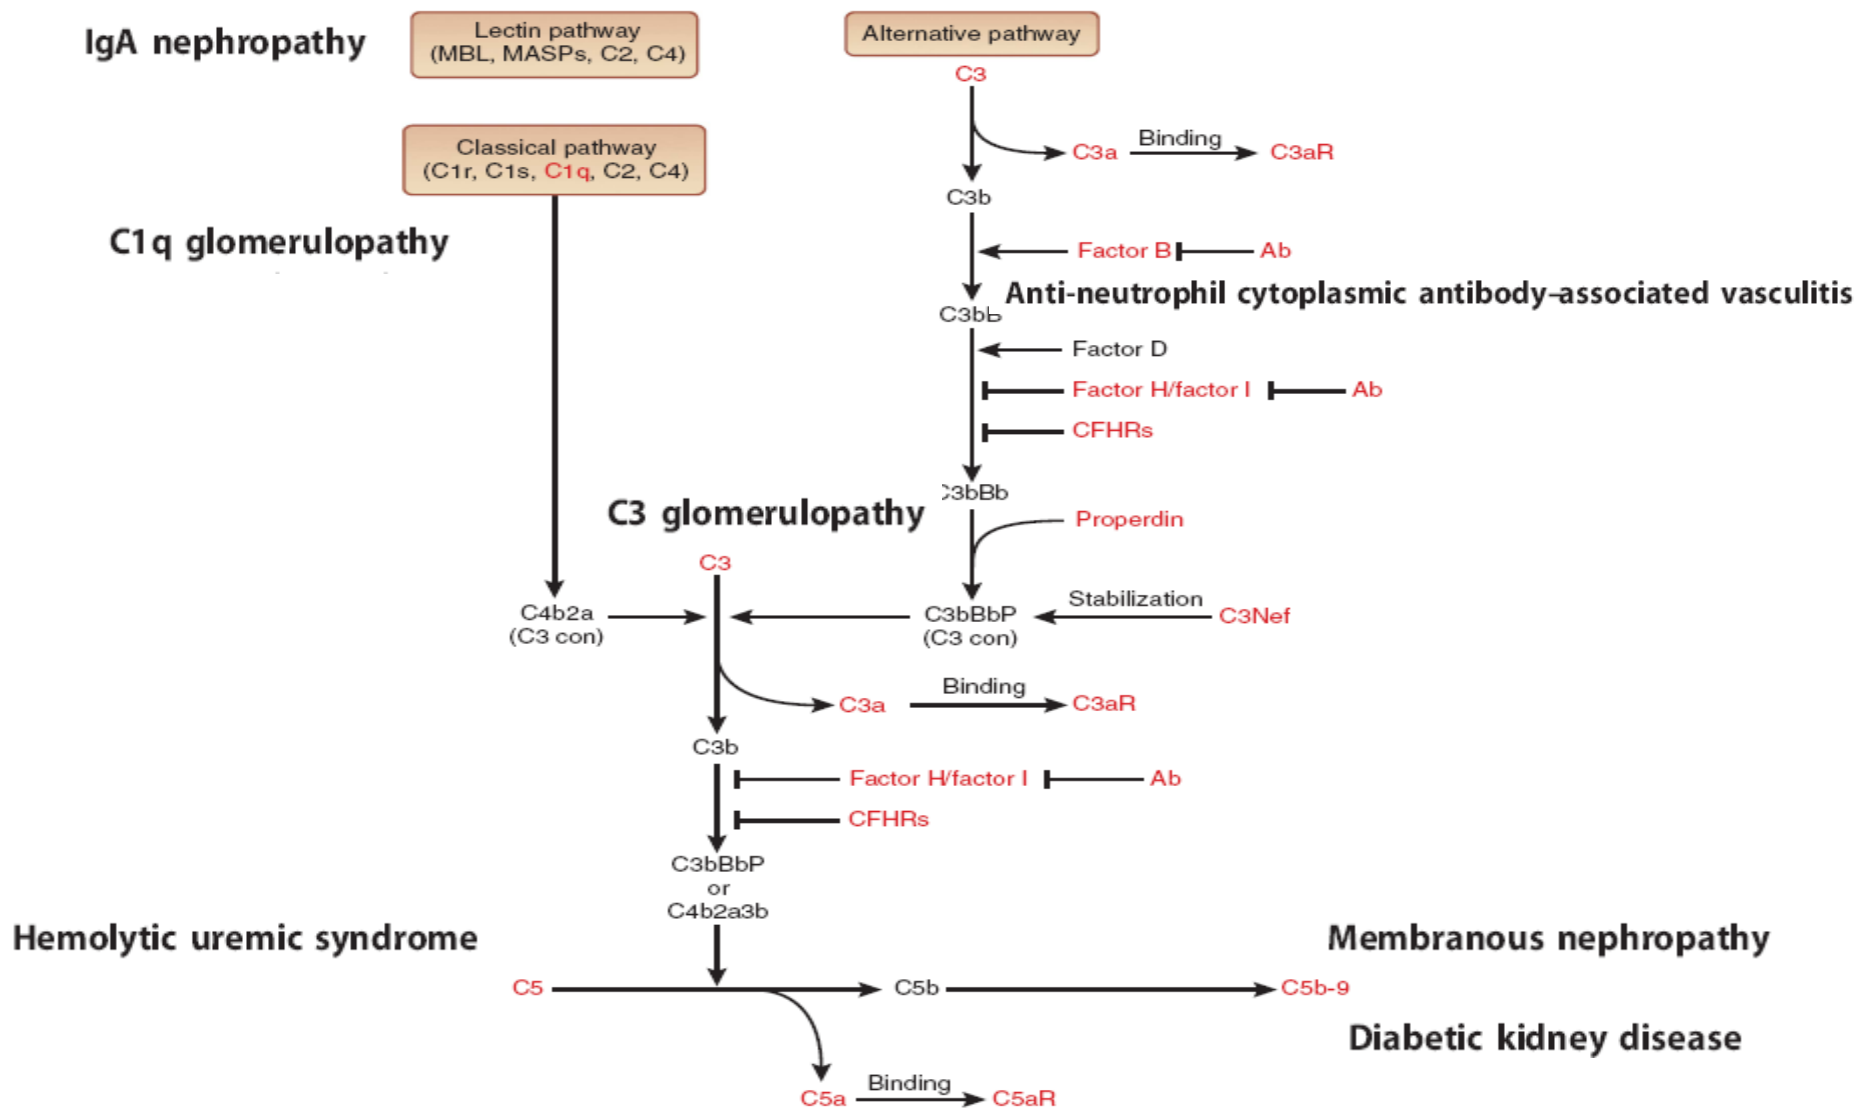 IgA nephropathy
Lectin pathway
(MBL, MASPs, C2, C4)
Alternative pathway
C3
Classical pathway
(C1r, C1s, C1q, C2, C4)
C3a
Binding
C3aR
C3b
C1q glomerulopathy
Factor B
Ab
Anti-neutrophil cytoplasmic antibody-associated vasculitis
C3bB
Factor D
Factor H/factor I
Ab
CFHRs
C3bBb
C3 glomerulopathy
Properdin
C3
C4b2a
(C3 con)
C3bBbP
(C3 con)
Stabilization
C3Nef
C3a
Binding
C3aR
C3b
Factor H/factor I
Ab
CFHRs
C3bBbP
or
C4b2a3b
Hemolytic uremic syndrome
Membranous nephropathy
C5
C5b
C5b-9
Diabetic kidney disease
C5a
Binding
C5aR